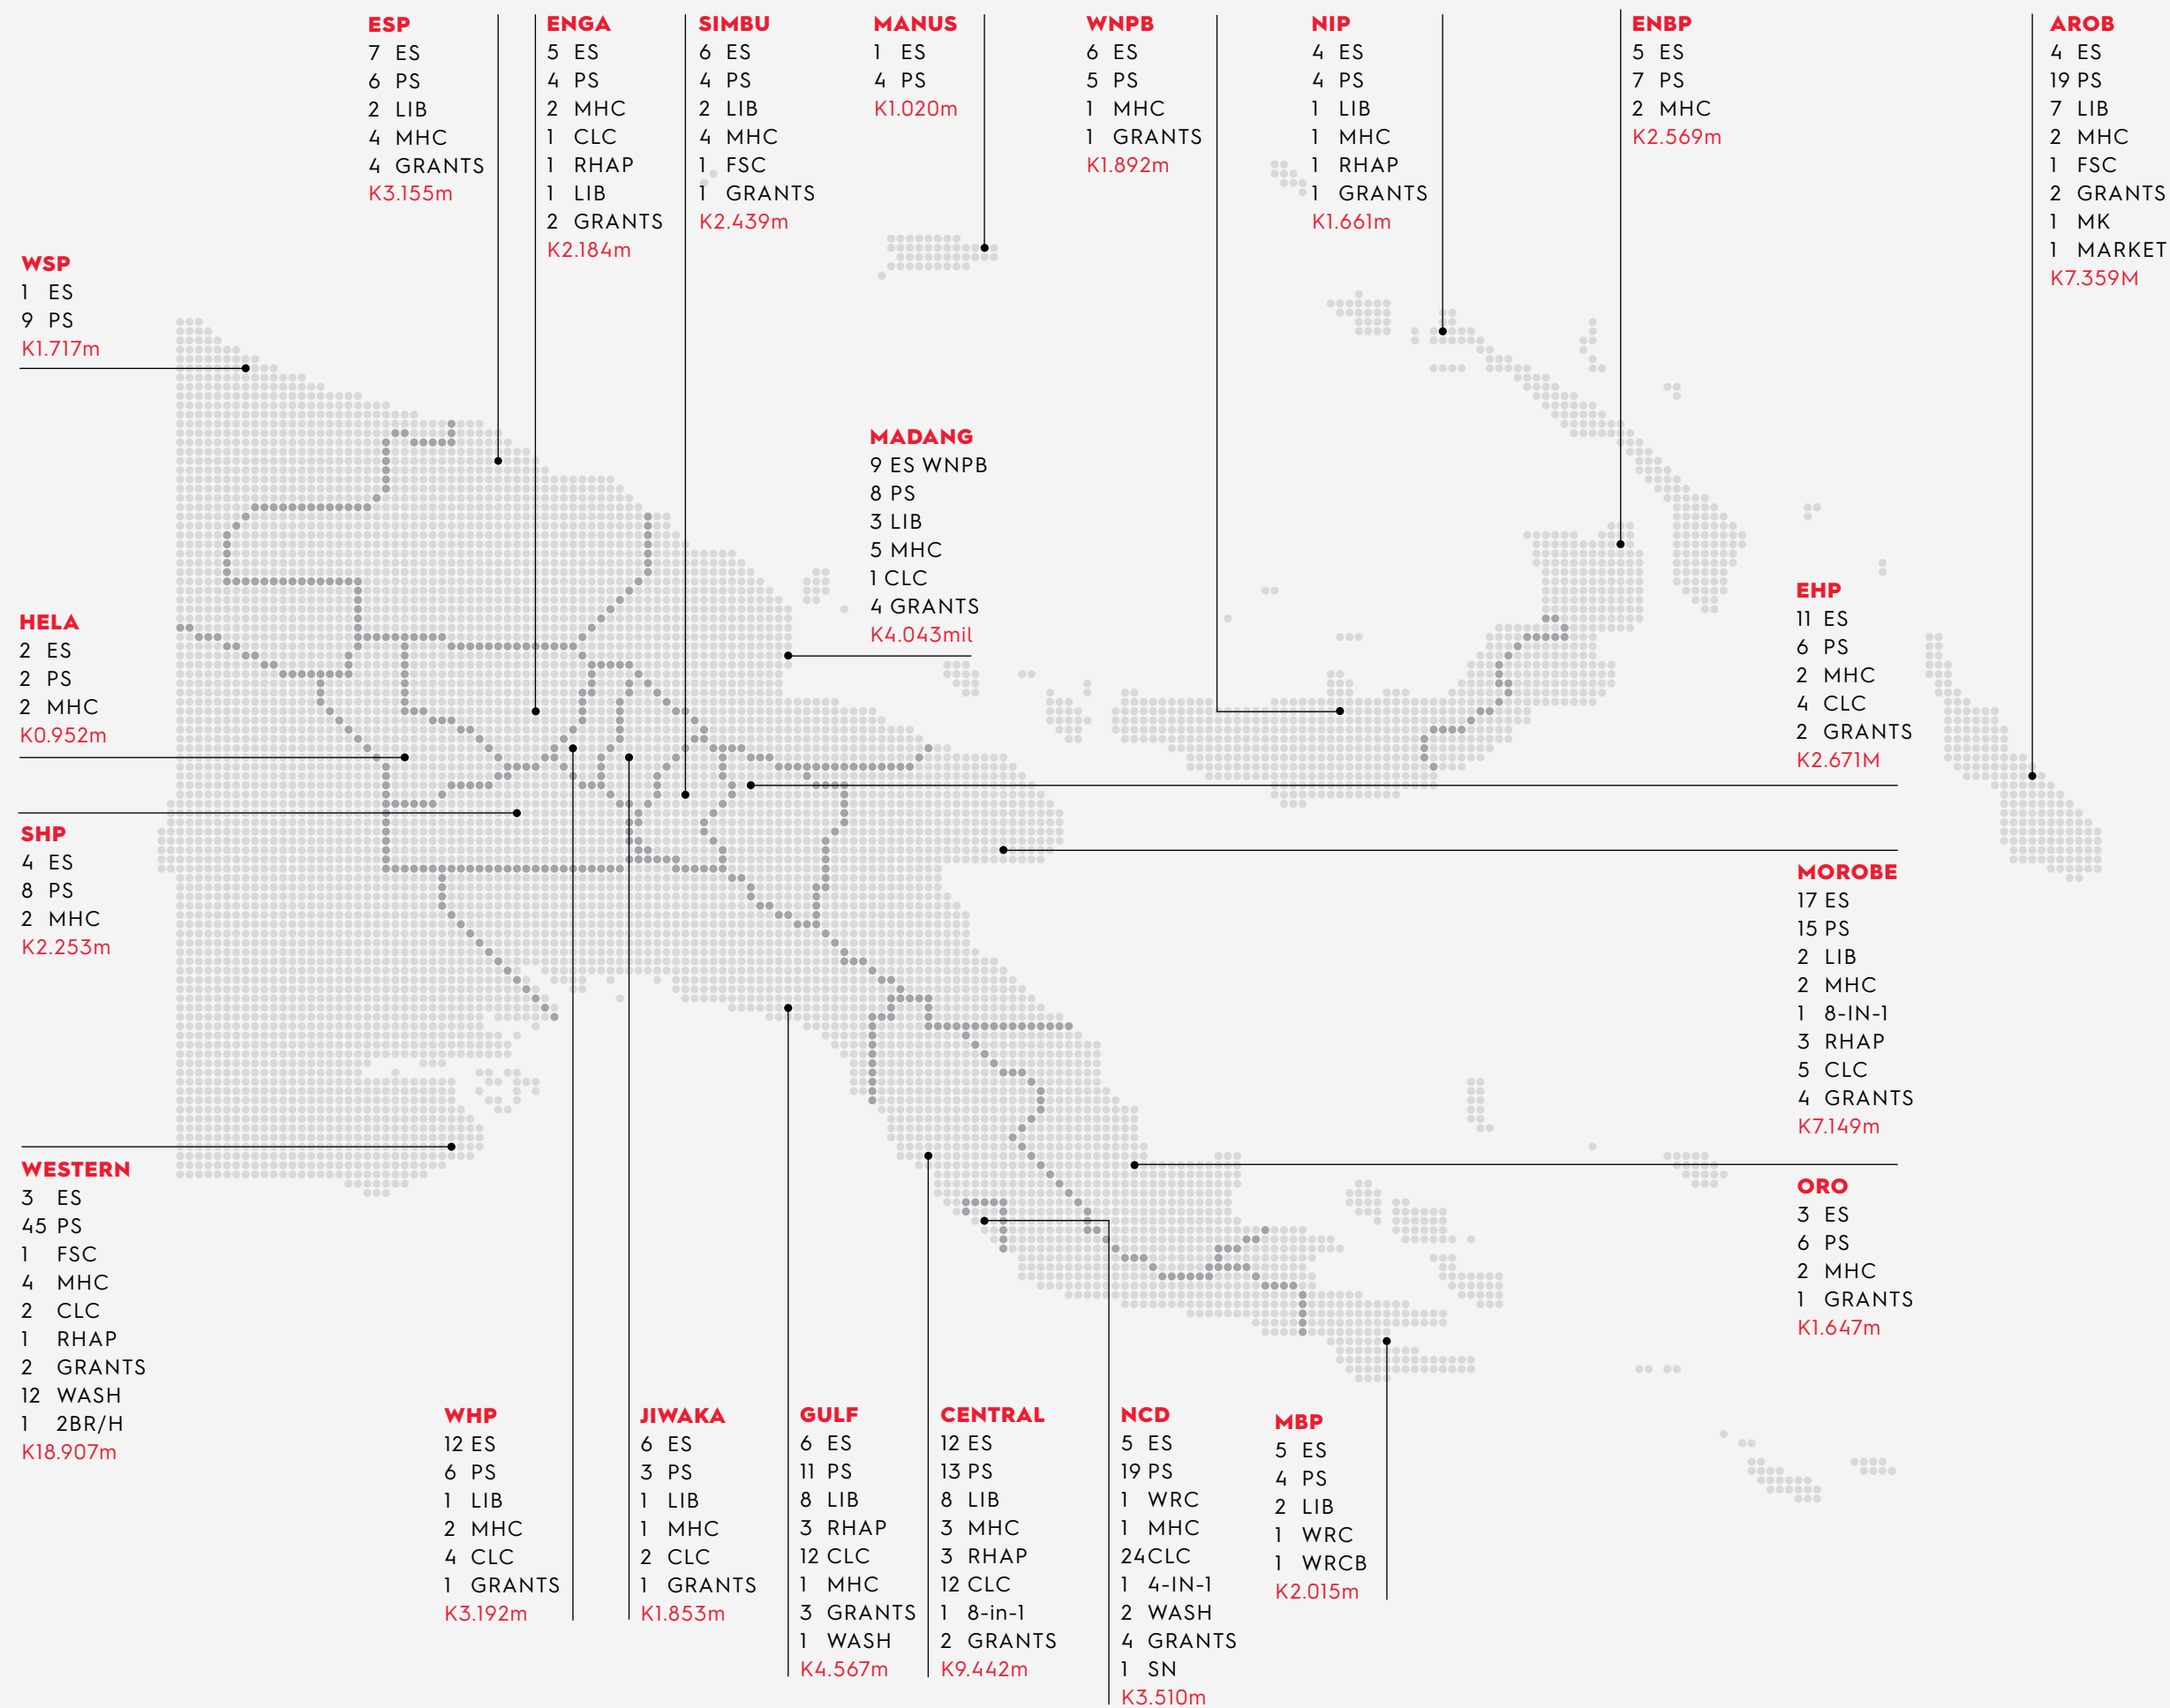 ESP
7 ES
6 PS
2 LIB
4 MHC
4 GRANTS
K3.155m
ENGA
5 ES
4 PS
2 MHC
1 CLC
1 RHAP
1 LIB
2 GRANTS
K2.184m
SIMBU
6 ES
4 PS
2 LIB
4 MHC
1 FSC
1 GRANTS
K2.439m
MANUS
1 ES
4 PS
K1.020m
WNPB
6 ES
5 PS
1 MHC
1 GRANTS
K1.892m
NIP
4 ES
4 PS
1 LIB
1 MHC
1 RHAP
1 GRANTS
K1.661m
ENBP
5 ES
7 PS
2 MHC
K2.569m
AROB
4 ES
19 PS
7 LIB
2 MHC
1 FSC
2 GRANTS
1 MK
1 MARKET
K7.359M
WSP
1 ES
9 PS
K1.717m
MADANG
9 ES WNPB
8 PS
3 LIB
5 MHC
1 CLC
4 GRANTS
K4.043mil
HELA
2 ES
2 PS
2 MHC
K0.952m
EHP
11 ES
6 PS
2 MHC
4 CLC
2 GRANTS
K2.671M
SHP
4 ES
8 PS
2 MHC
K2.253m
MOROBE
17 ES
15 PS
2 LIB
2 MHC
1 8-IN-1
3 RHAP
5 CLC
4 GRANTS
K7.149m
WESTERN
3 ES
45 PS
1 FSC
4 MHC
2 CLC
1 RHAP
2 GRANTS
12 WASH
1 2BR/H
K18.907m
ORO
3 ES
6 PS
2 MHC
1 GRANTS
K1.647m
WHP
12 ES
6 PS
1 LIB
2 MHC
4 CLC
1 GRANTS
K3.192m
JIWAKA
6 ES
3 PS
1 LIB
1 MHC
2 CLC
1 GRANTS
K1.853m
GULF
6 ES
11 PS
8 LIB
3 RHAP
12 CLC
1 MHC
3 GRANTS
1 WASH
K4.567m
CENTRAL
12 ES
13 PS
8 LIB
3 MHC
3 RHAP
12 CLC
1 8-in-1
2 GRANTS
K9.442m
NCD
5 ES
19 PS
1 WRC
1 MHC
24 CLC
1 4-IN-1
2 WASH
4 GRANTS
1 SN
K3.510m
MBP
5 ES
4 PS
2 LIB
1 WRC
1 WRCB
K2.015m